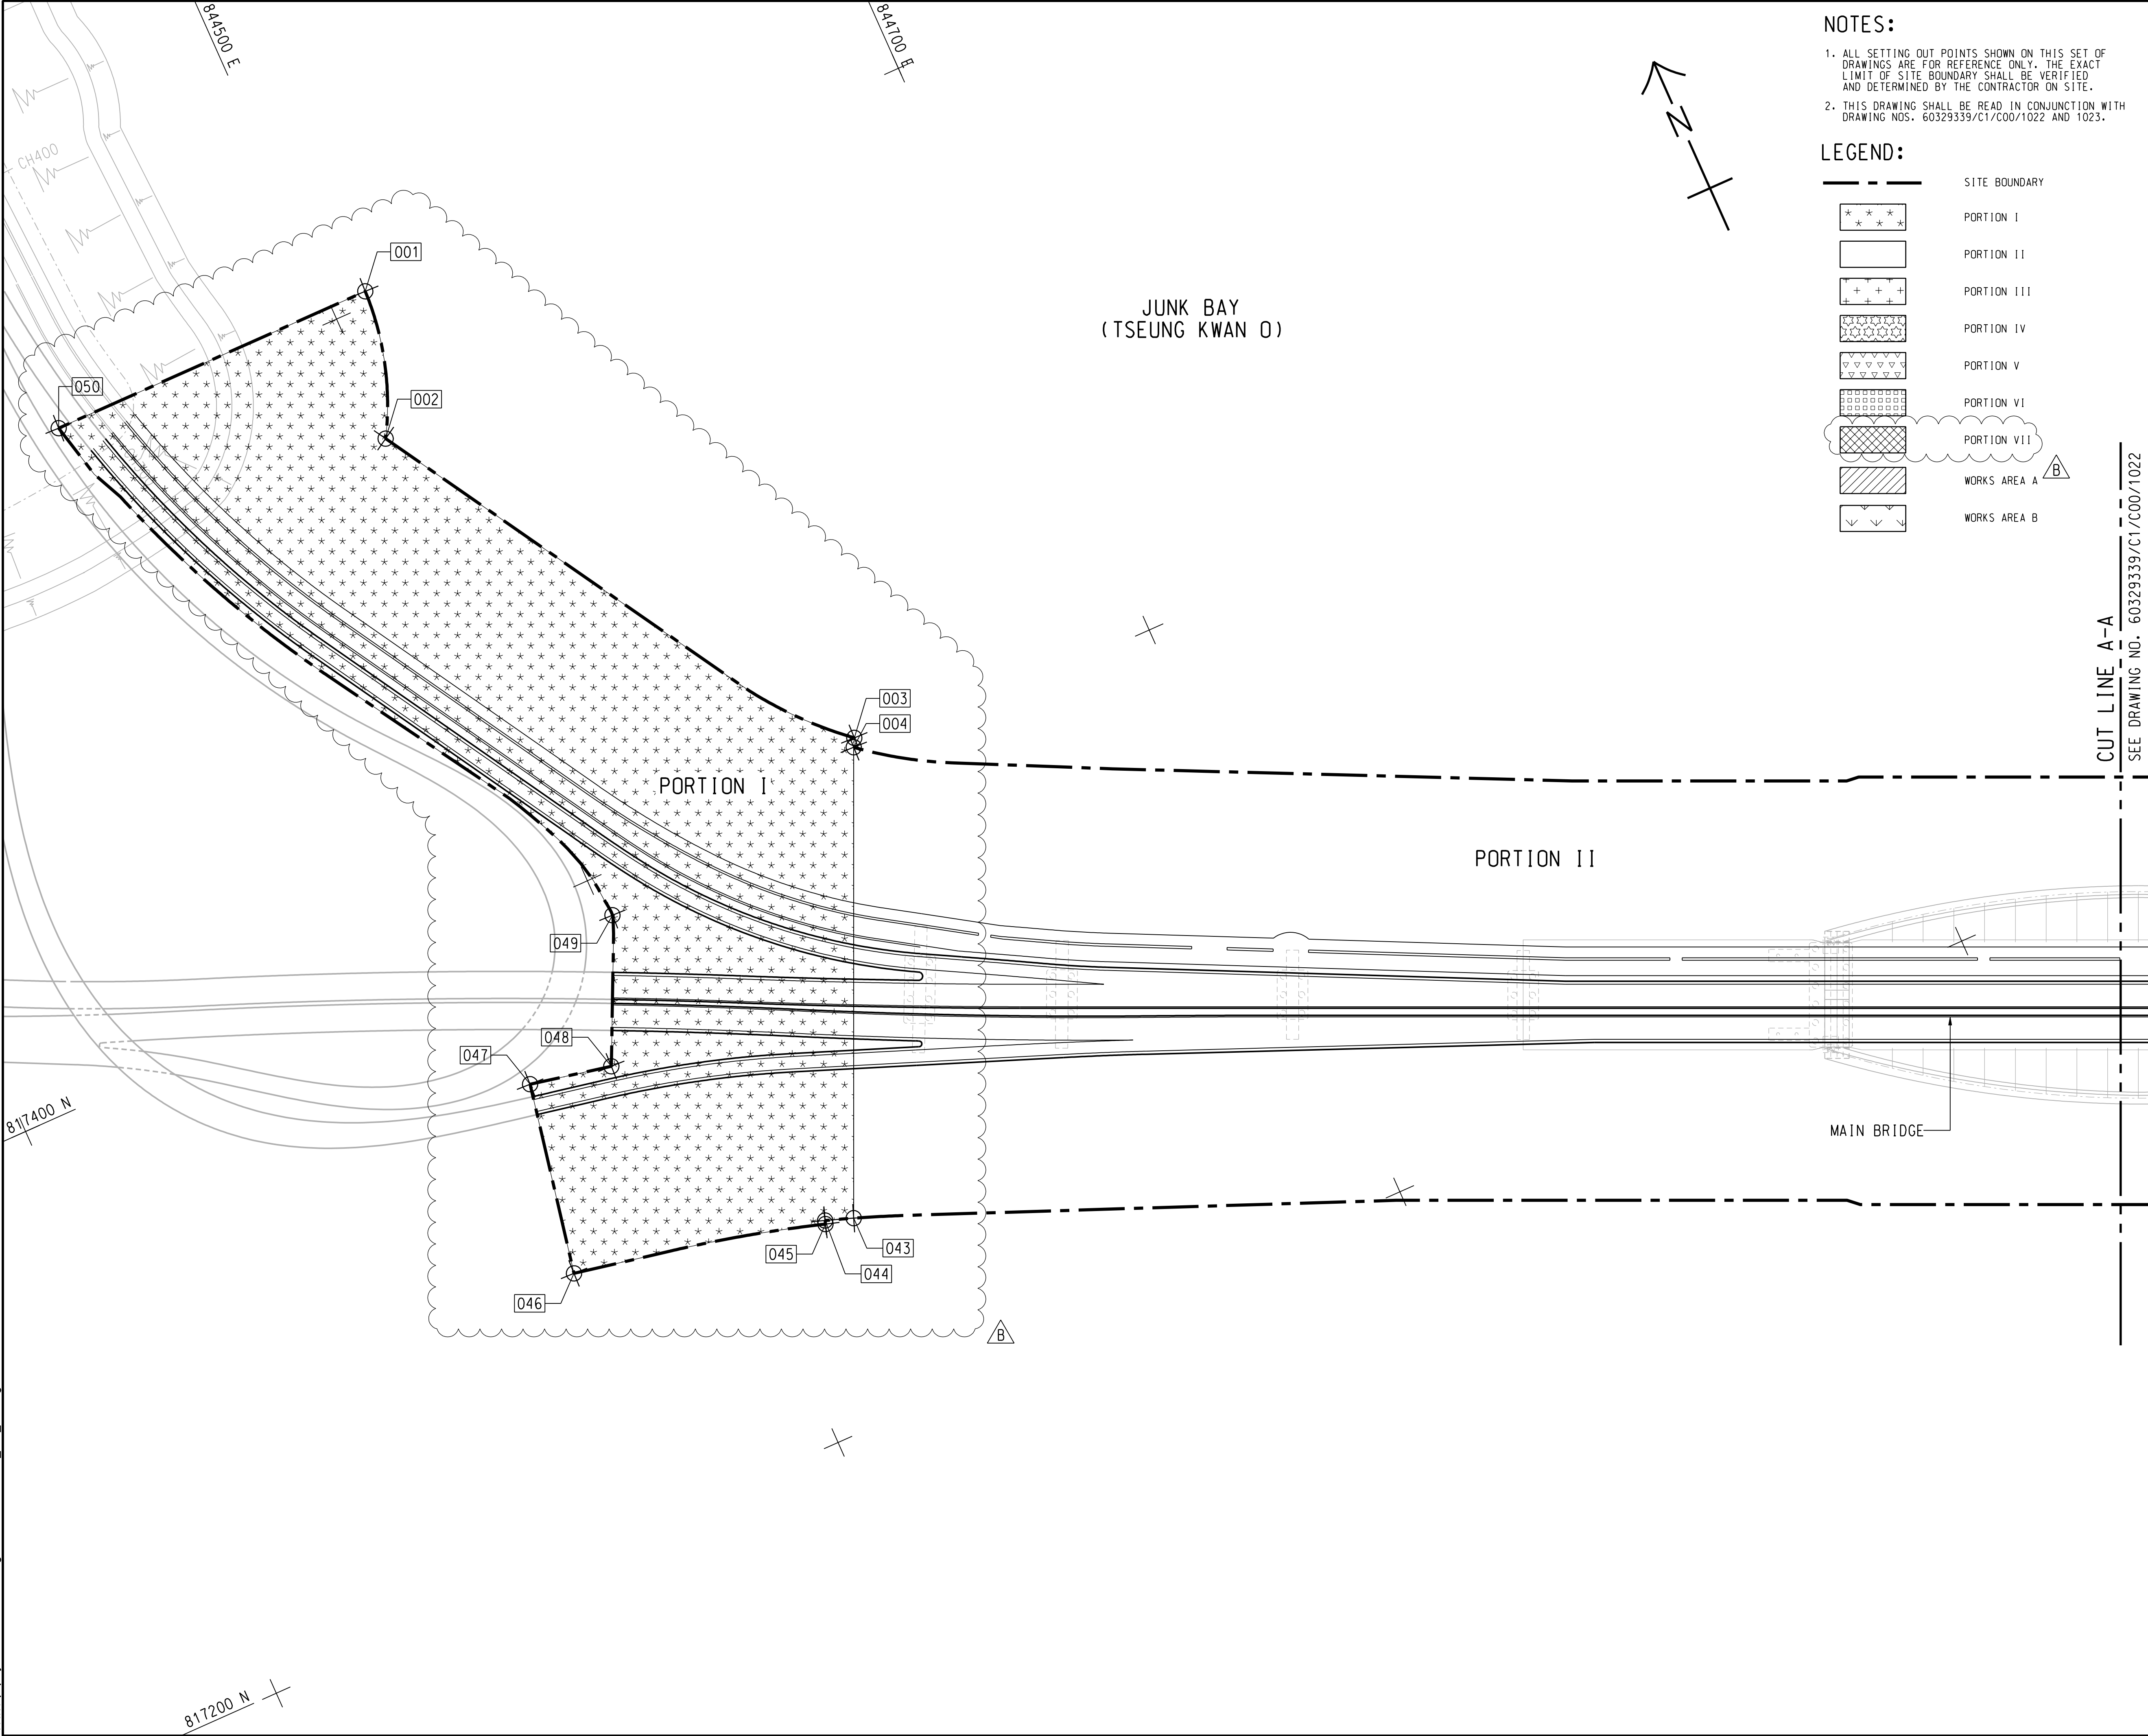 844500 E
844700 E
NOTES:
1. ALL SETTING OUT POINTS SHOWN ON THIS SET OF
DRAWINGS ARE FOR REFERENCE ONLY. THE EXACT
LIMIT OF SITE BOUNDARY SHALL BE VERIFIED
AND DETERMINED BY THE CONTRACTOR ON SITE.
2. THIS DRAWING SHALL BE READ IN CONJUNCTION WITH
DRAWING NOS. 60329339/C1/C00/1022 AND 1023.
LEGEND:
SITE BOUNDARY
PORTION I
PORTION II
PORTION III
PORTION IV
PORTION V
PORTION VI
PORTION VII
B
WORKS AREA A
WORKS AREA B
N
CH400
001
JUNK BAY
(TSEUNG KWAN O)
050
002
003
004
CUT LINE A-A
SEE DRAWING NO. 60329339/C1/C00/1022
PORTION I
PORTION II
049
048
047
817400 N
MAIN BRIDGE
043
045
044
046
B
817200 N